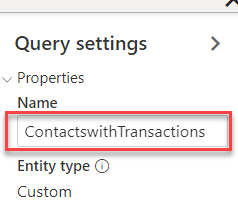 Query settings
Properties
Name
ContactswithTransactions
Entity type
Custom